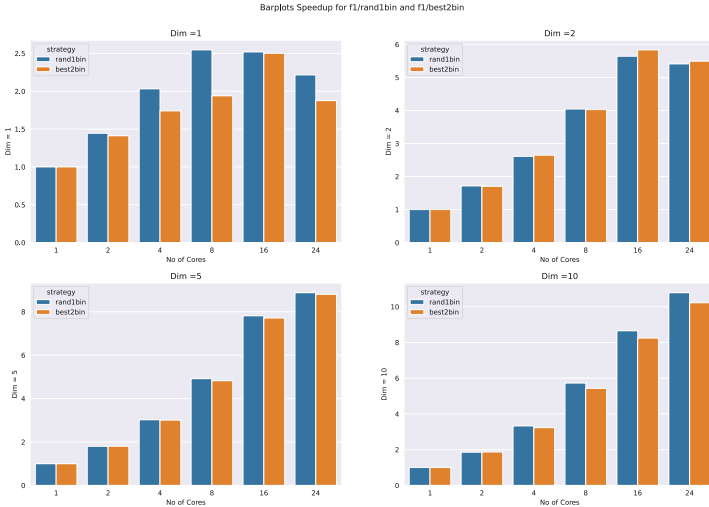 Barplots Speedup for f1/rand1bin and f1/best2bin
Dim =1
strategy
rand1bin
best2bin
2.5
2.0
1.5
1.0
0.5
0.0
Dim = 1
1 2 4 8 16 24
No of Cores
Dim =2
strategy
rand1bin
best2bin
6
5
4
3
2
1
0
Dim = 2
1 2 4 8 16 24
No of Cores
Dim =5
strategy
rand1bin
best2bin
8
6
4
2
0
Dim = 5
1 2 4 8 16 24
No of Cores
Dim =10
strategy
rand1bin
best2bin
10
8
6
4
2
0
Dim = 10
1 2 4 8 16 24
No of Cores